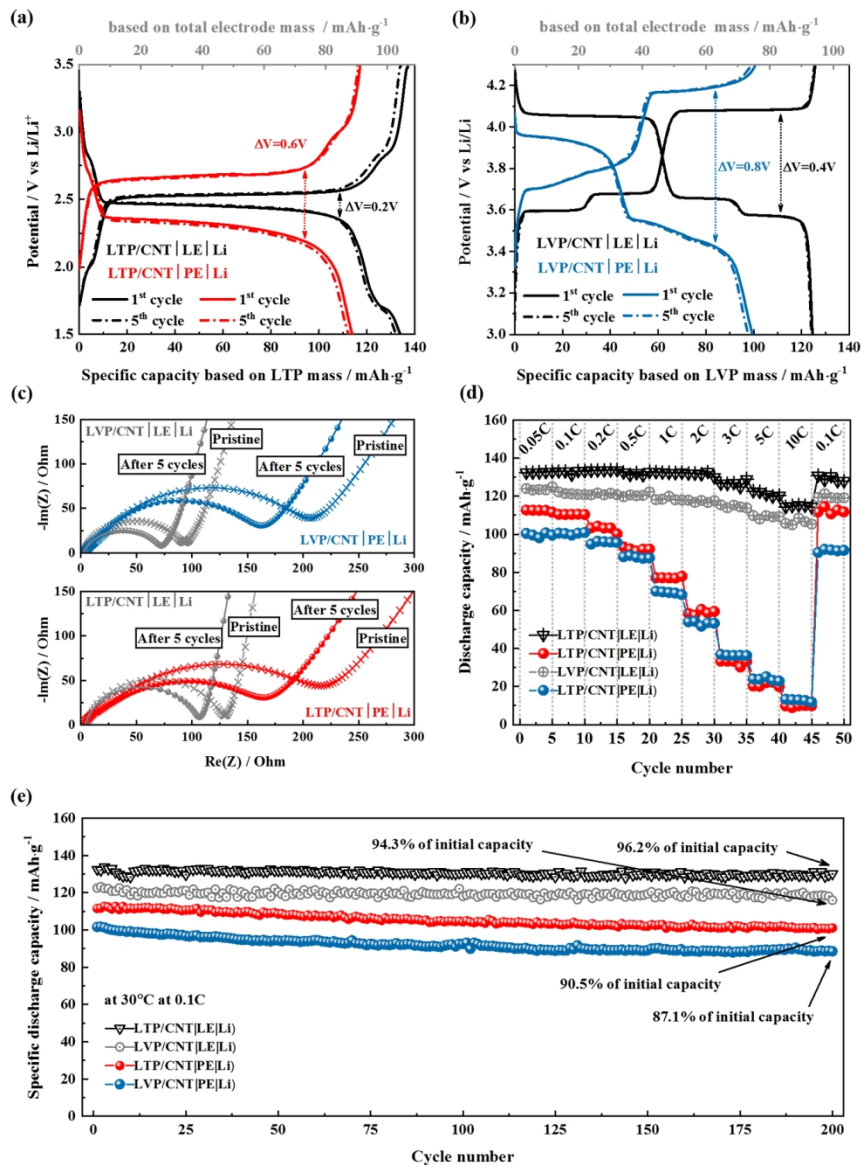 (a)
based on total electrode mass / mAh·g⁻¹
0 20 40 60 80 100
3.5
3.0
2.5
2.0
1.5
Potential / V vs Li/Li⁺
ΔV=0.6V
ΔV=0.2V
LTP/CNT | LE | Li
LTP/CNT | PE | Li
1st cycle 1st cycle
5th cycle 5th cycle
0 20 40 60 80 100 120 140
Specific capacity based on LTP mass / mAh·g⁻¹
(b)
based on total electrode mass / mAh·g⁻¹
0 20 40 60 80 100
4.2
3.9
3.6
3.3
3.0
Potential / V vs Li/Li
ΔV=0.8V
ΔV=0.4V
LVP/CNT | LE | Li
LVP/CNT | PE | Li
1st cycle 1st cycle
5th cycle 5th cycle
0 20 40 60 80 100 120 140
Specific capacity based on LVP mass / mAh·g⁻¹
(c)
150
100
50
0
-Im(Z) / Ohm
LVP/CNT | LE | Li
Pristine
Pristine
After 5 cycles
After 5 cycles
LVP/CNT | PE | Li
0 50 100 150 200 250 300
150
100
50
0
-Im(Z) / Ohm
LTP/CNT | LE | Li
After 5 cycles
After 5 cycles
Pristine
Pristine
LTP/CNT | PE | Li
0 50 100 150 200 250 300
Re(Z) / Ohm
(d)
160
140
120
100
80
60
40
20
0
Discharge capacity / mAh·g⁻¹
0.05C 0.1C 0.2C 0.5C 1C 2C 3C 5C 10C 0.1C
LTP/CNT|LE|Li)
LTP/CNT|PE|Li)
LVP/CNT|LE|Li)
LTP/CNT|PE|Li)
0 5 10 15 20 25 30 35 40 45 50
Cycle number
(e)
160
140
120
100
80
60
40
20
0
Specific discharge capacity / mAh·g⁻¹
94.3% of initial capacity
96.2% of initial capacity
90.5% of initial capacity
87.1% of initial capacity
at 30°C at 0.1C
LTP/CNT|LE|Li)
LVP/CNT|LE|Li)
LTP/CNT|PE|Li)
LVP/CNT|PE|Li)
0 25 50 75 100 125 150 175 200
Cycle number